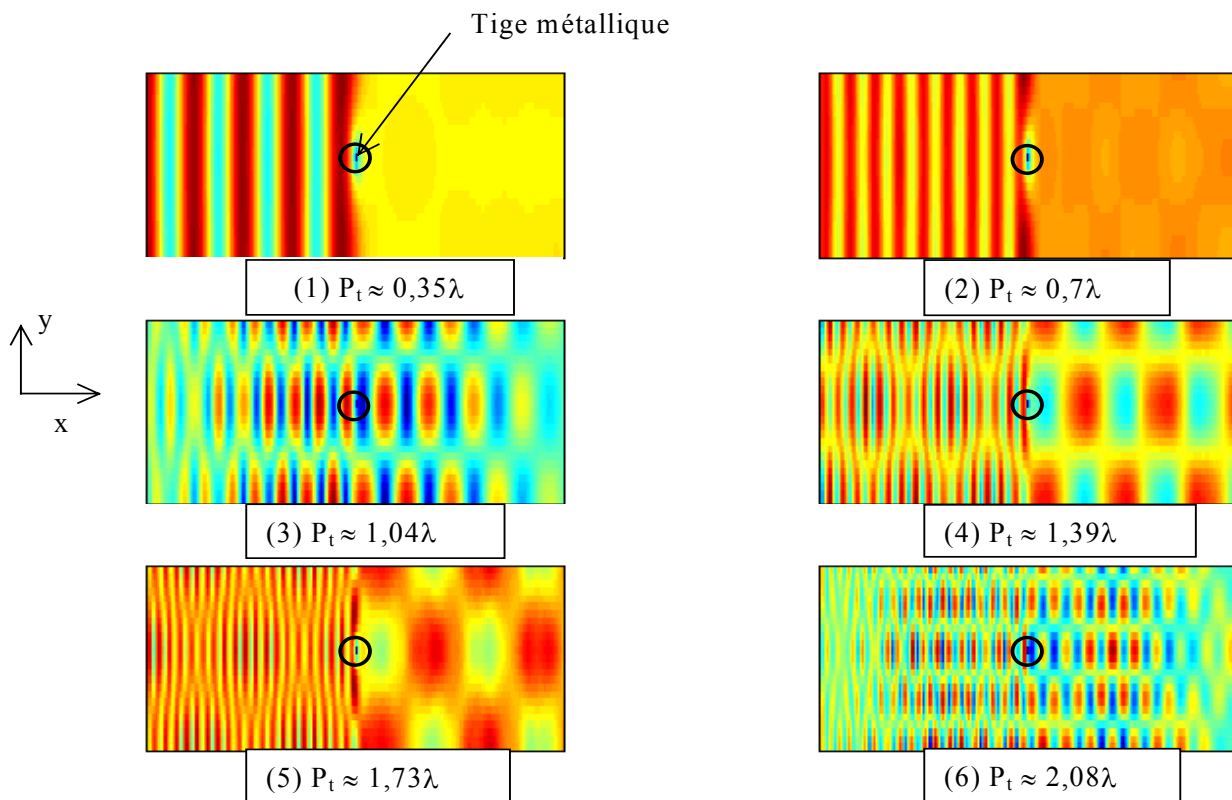 Tige métallique
(1) Pt ≈ 0,35λ
(2) Pt ≈ 0,7λ
y
x
(3) Pt ≈ 1,04λ
(4) Pt ≈ 1,39λ
(5) Pt ≈ 1,73λ
(6) Pt ≈ 2,08λ